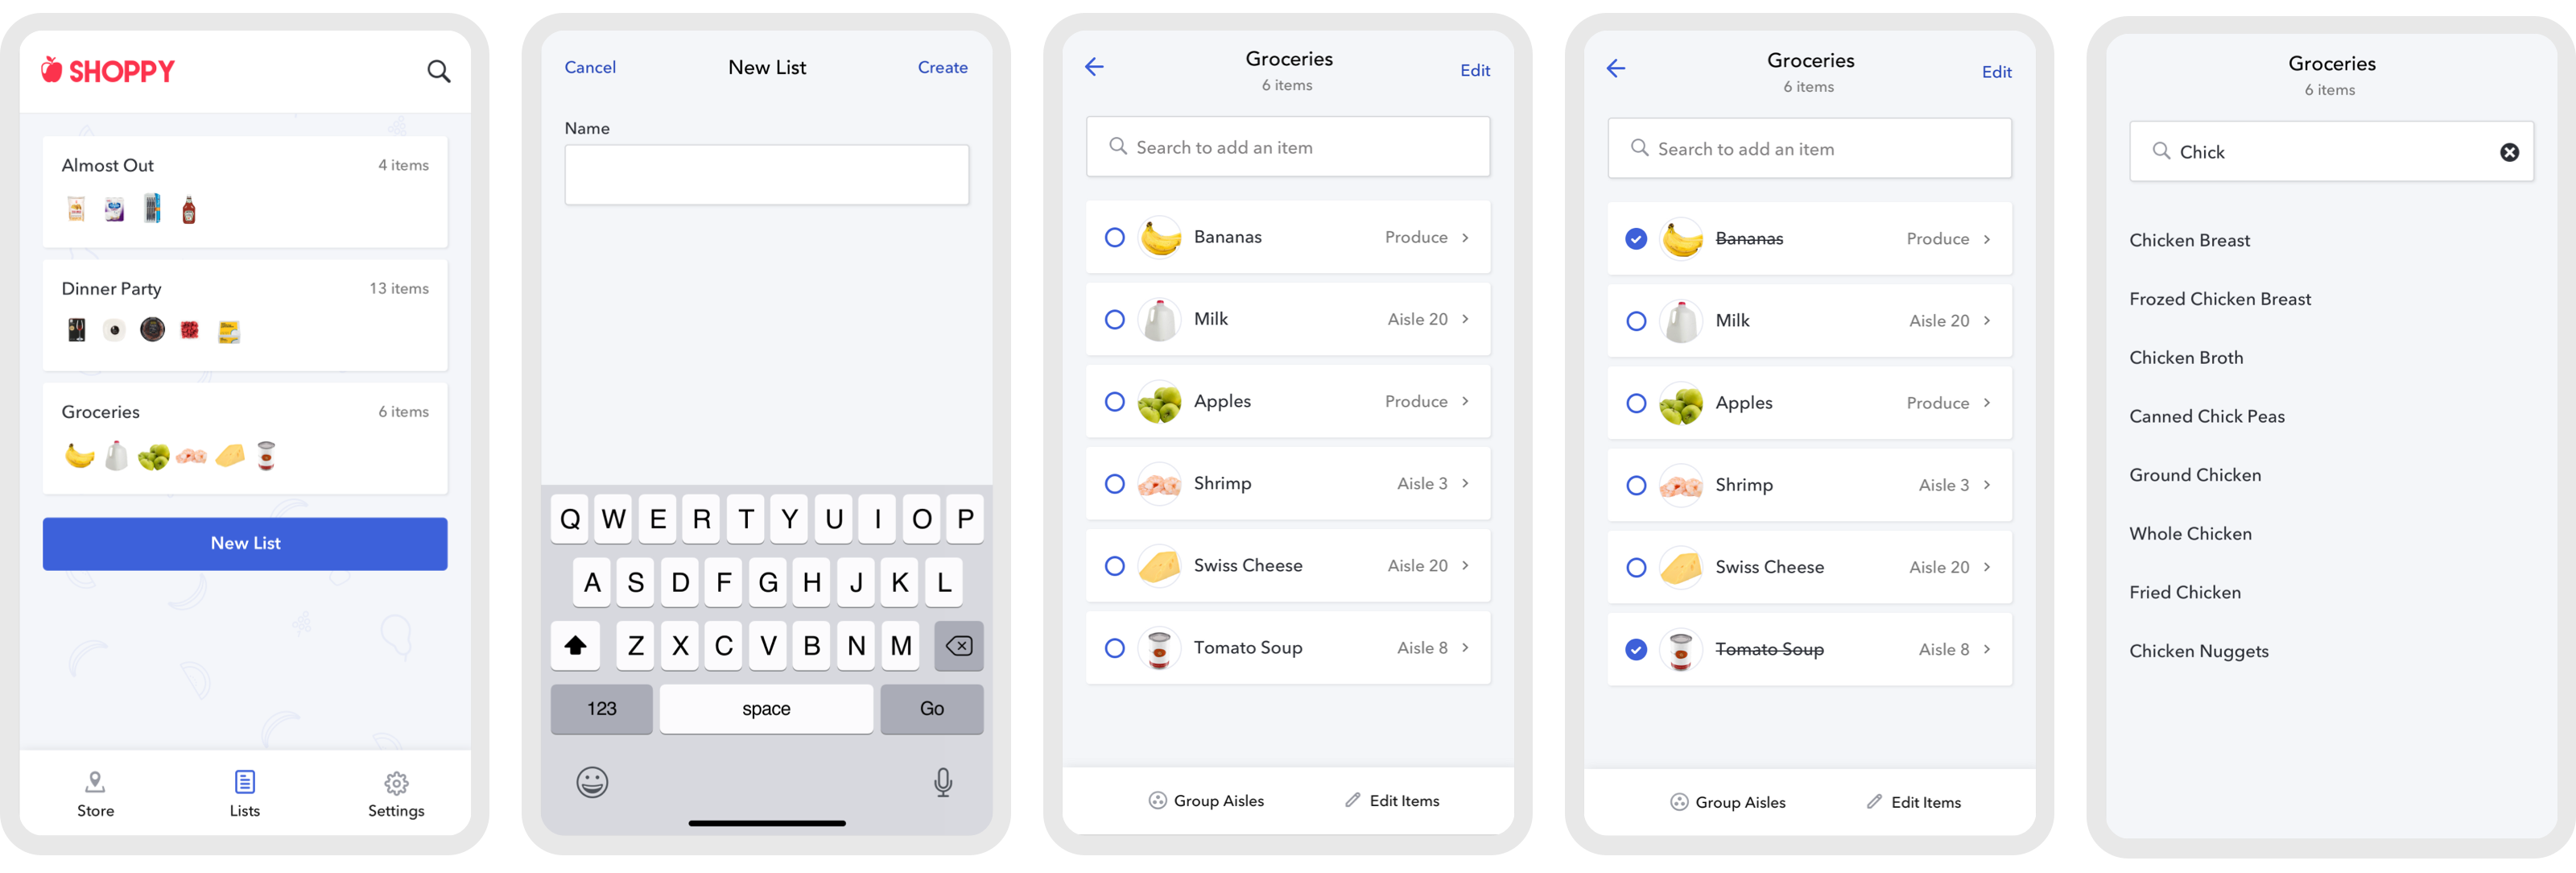 SHOPPY
Almost Out 4 items
Dinner Party 13 items
Groceries 6 items
New List
Store Lists Settings
Cancel New List Create
Name
Q W E R T Y U I O P
A S D F G H J K L
Z X C V B N M
123 space Go
Groceries
6 items
Edit
Search to add an item
Bananas Produce
Milk Aisle 20
Apples Produce
Shrimp Aisle 3
Swiss Cheese Aisle 20
Tomato Soup Aisle 8
Group Aisles Edit Items
Groceries
6 items
Edit
Search to add an item
Bananas Produce
Milk Aisle 20
Apples Produce
Shrimp Aisle 3
Swiss Cheese Aisle 20
Tomato Soup Aisle 8
Group Aisles Edit Items
Groceries
6 items
Chick
Chicken Breast
Frozed Chicken Breast
Chicken Broth
Canned Chick Peas
Ground Chicken
Whole Chicken
Fried Chicken
Chicken Nuggets